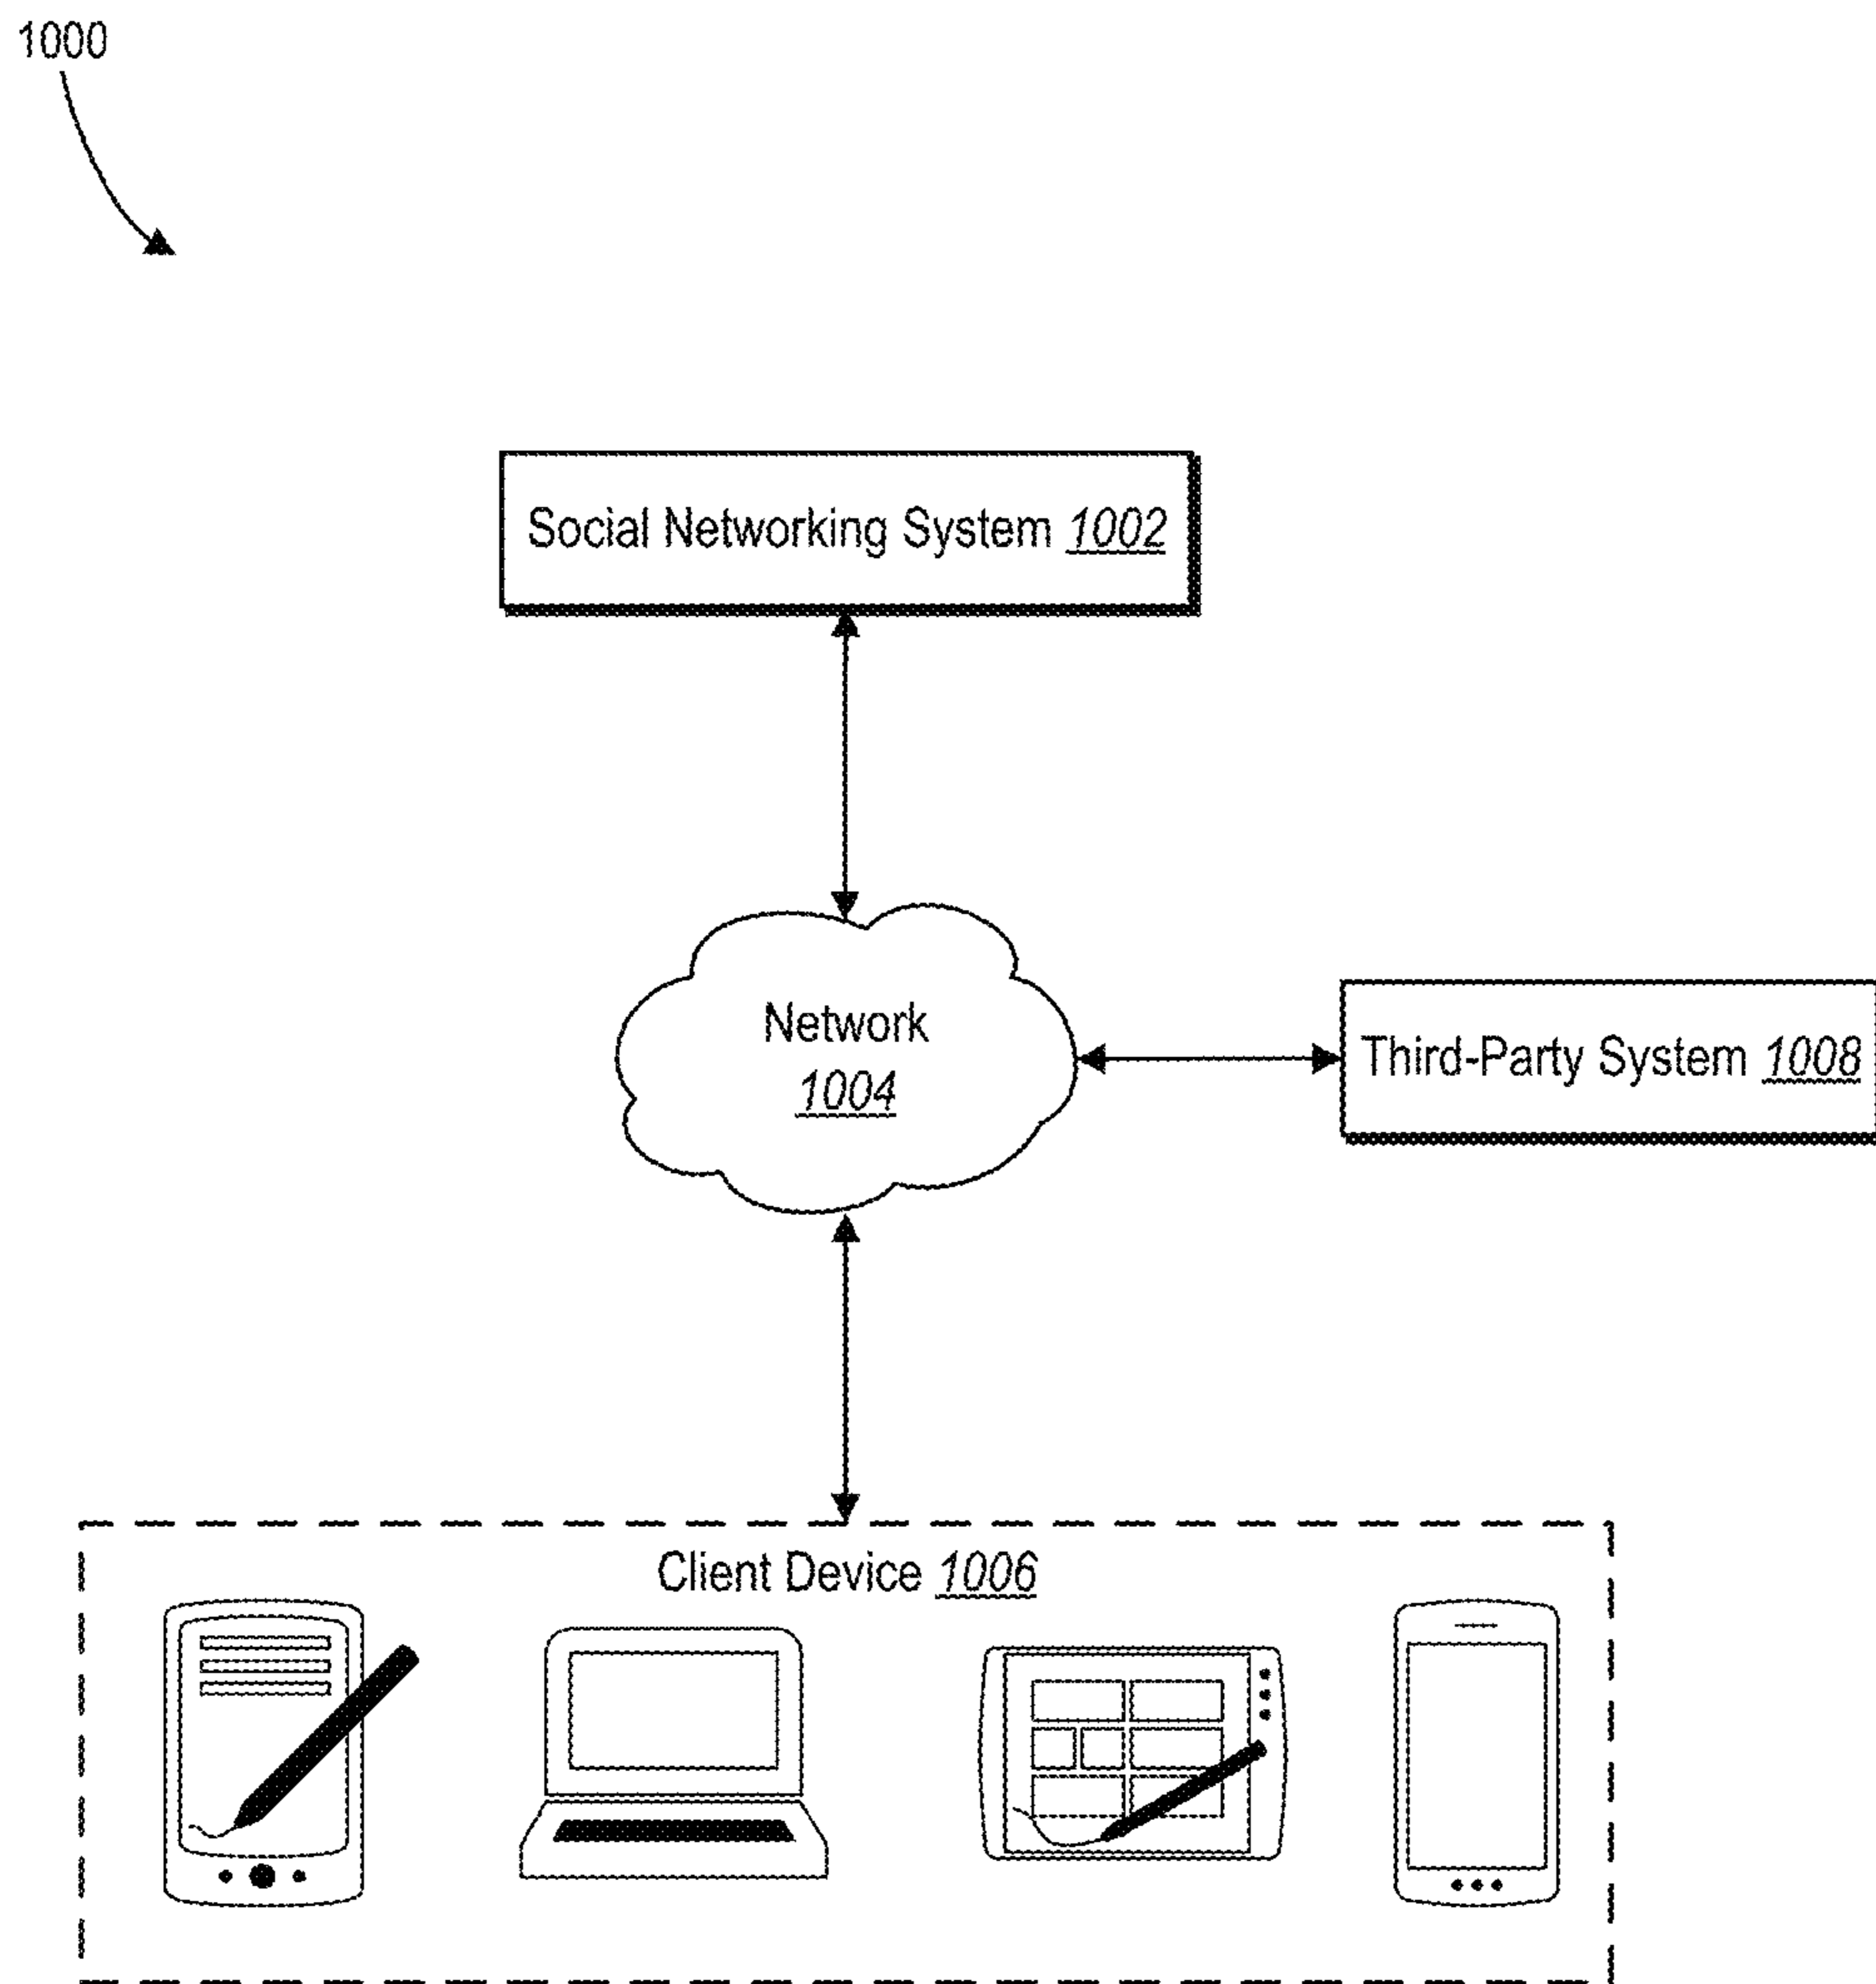 1000
Social Networking System 1002
Network
1004
Third-Party System 1008
Client Device 1006